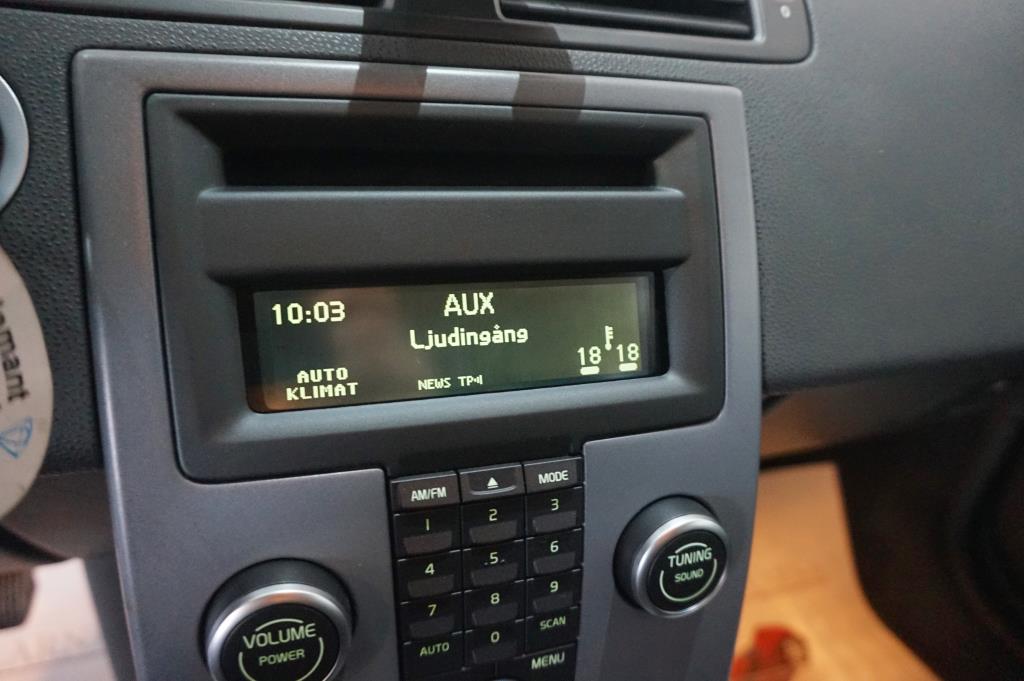 10:03
AUX
Ljudingång
18 18
AUTO
KLIMAT
NEWS TP
AM/FM
MODE
1 2 3
4 5 6
7 8 9
AUTO 0 SCAN
MENU
VOLUME
POWER
TUNING
SOUND